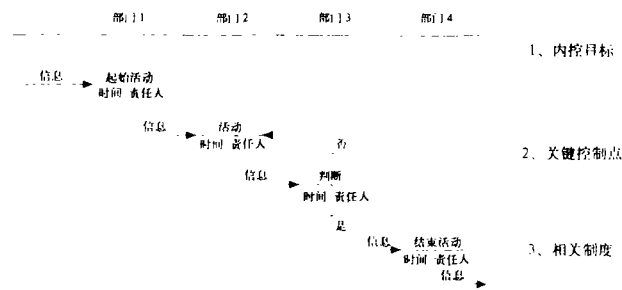 部门1 部门2 部门3 部门4
1、内控目标
信息 起始活动
时间 责任人
信息 活动
时间 责任人 否
2、关键控制点
信息 判断
时间 责任人
是
信息 结束活动
3、相关制度
时间 责任人
信息